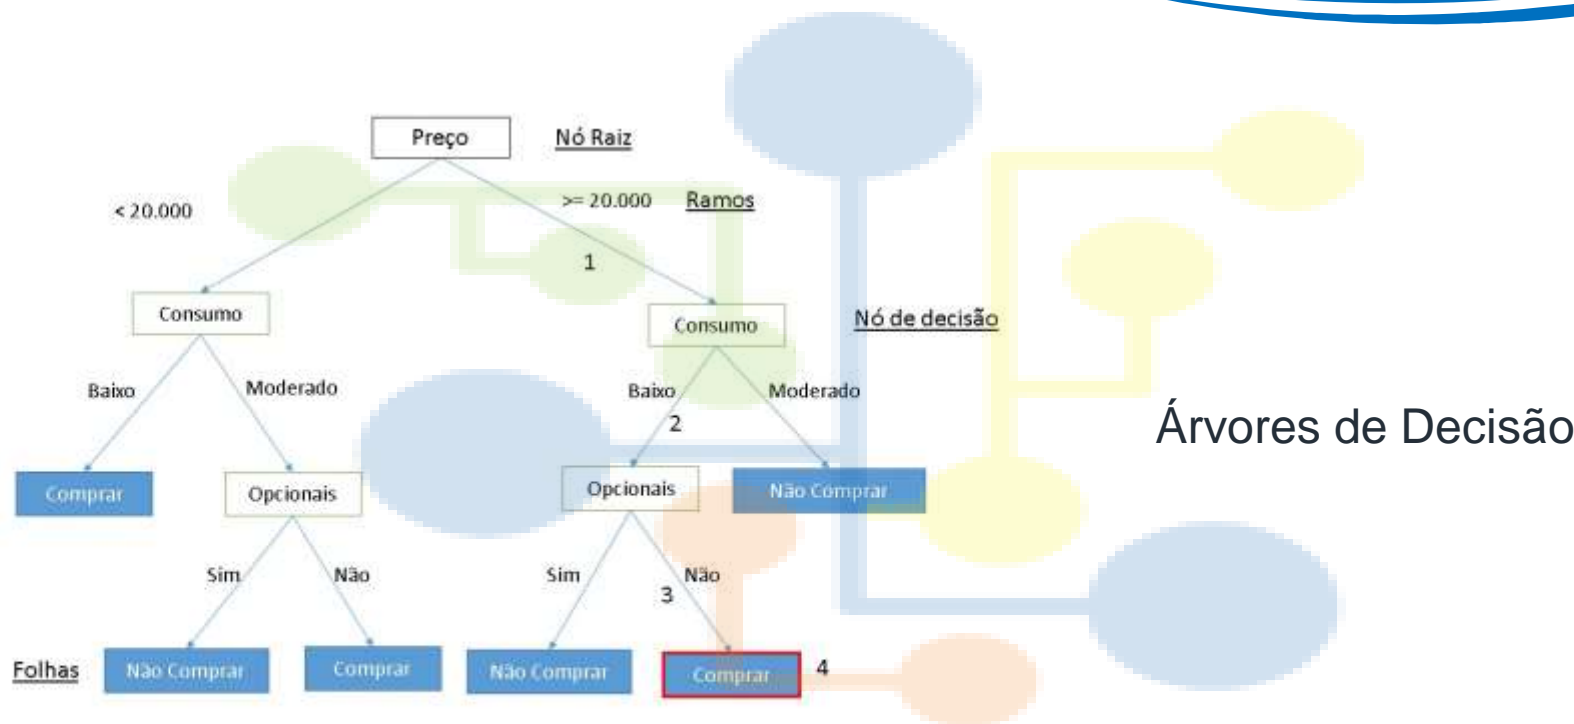 Preço
Nó Raiz
< 20.000
>= 20.000
Ramos
1
Consumo
Consumo
Nó de decisão
Baixo
Moderado
Baixo
Moderado
2
Árvores de Decisão
Comprar
Opcionais
Opcionais
Não Comprar
Sim
Não
Sim
Não
3
Folhas
Não Comprar
Comprar
Não Comprar
Comprar
4